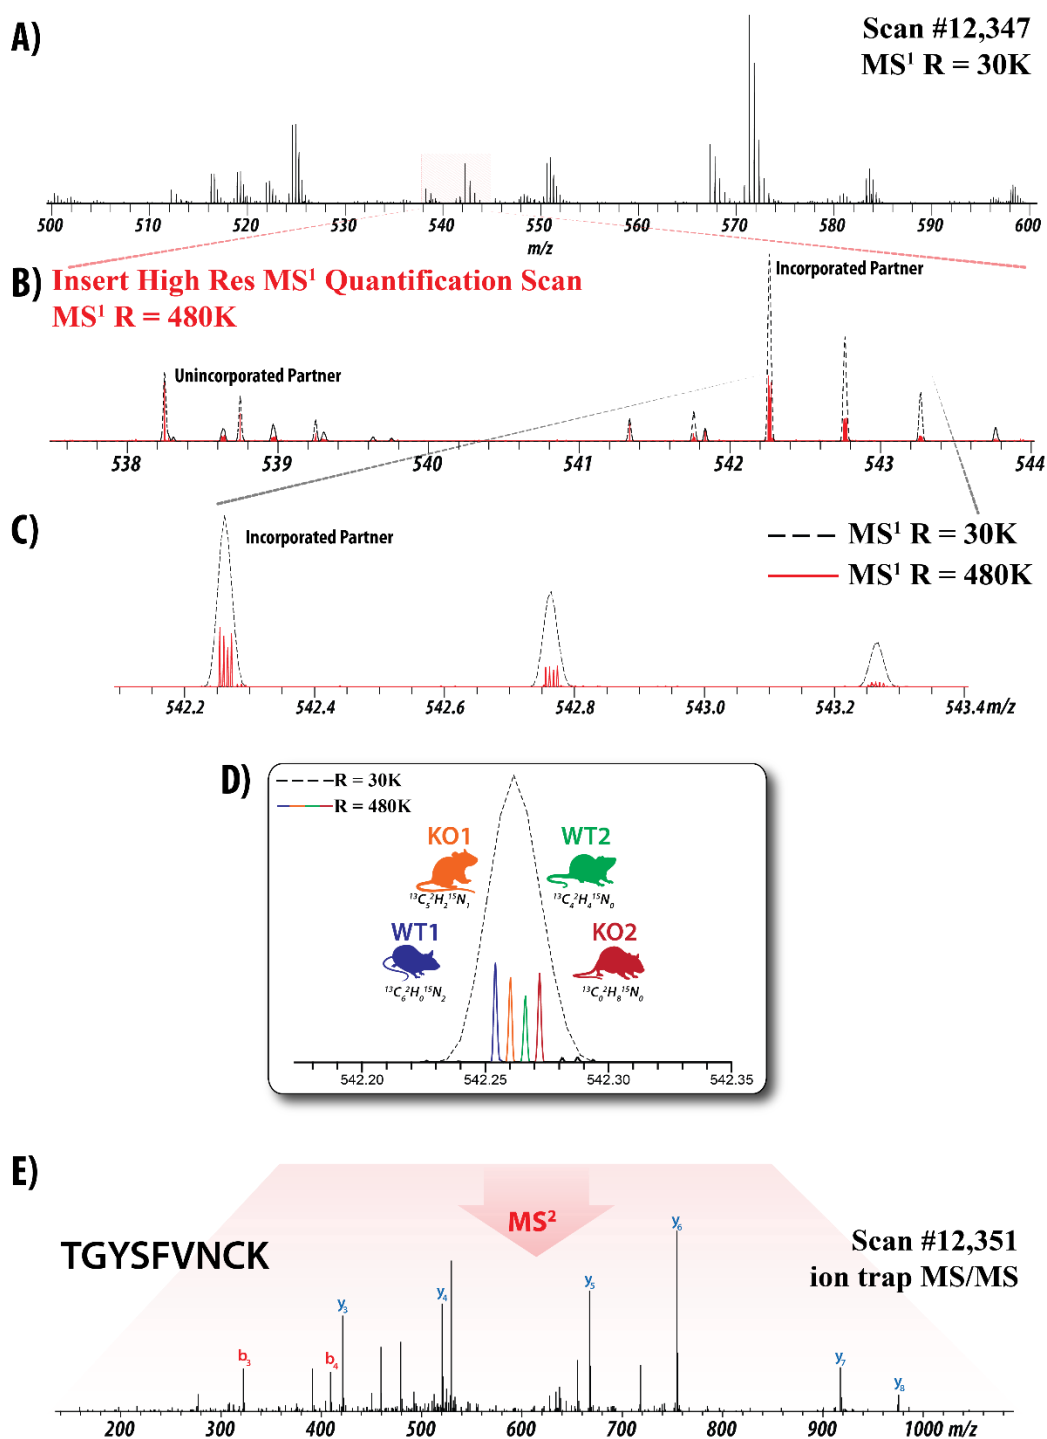 A)
Scan #12,347
MS¹ R = 30K
500 510 520 530 540 550 560 570 580 590 600
m/z
B) Insert High Res MS¹ Quantification Scan
MS¹ R = 480K
Incorporated Partner
Unincorporated Partner
538 539 540 541 542 543 544
C)
Incorporated Partner
MS¹ R = 30K
MS¹ R = 480K
542.2 542.4 542.6 542.8 543.0 543.2 543.4 m/z
D)
R = 30K
R = 480K
KO1 WT2
¹³C₅²H₂¹⁵N₁ ¹³C₄²H₄¹⁵N₀
WT1 KO2
¹³C₆²H₀¹⁵N₂ ¹³C₀²H₈¹⁵N₀
542.20 542.25 542.30 542.35
E)
MS²
TGYSFVNCK
Scan #12,351
ion trap MS/MS
b₃ b₄ y₃ y₄ y₅ y₆ y₇ y₈
200 300 400 500 600 700 800 900 1000 m/z